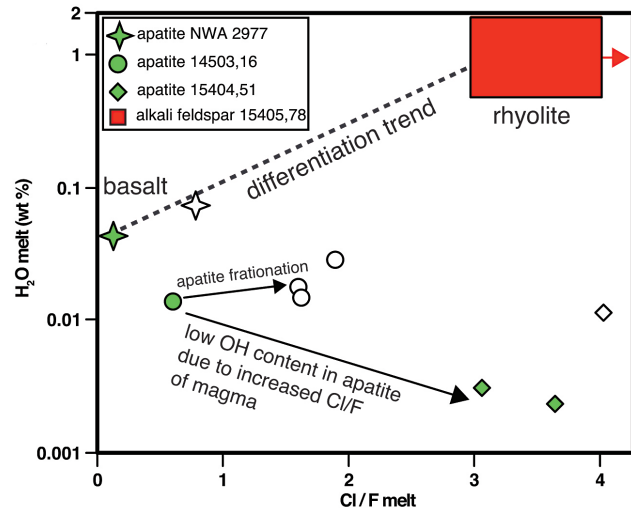 2
1
0.1
0.01
0.001
H₂O melt (wt %)
apatite NWA 2977
apatite 14503,16
apatite 15404,51
alkali feldspar 15405,78
rhyolite
differentiation trend
basalt
apatite frationation
low OH content in apatite
due to increased Cl/F
of magma
0 1 2 3 4
Cl / F melt